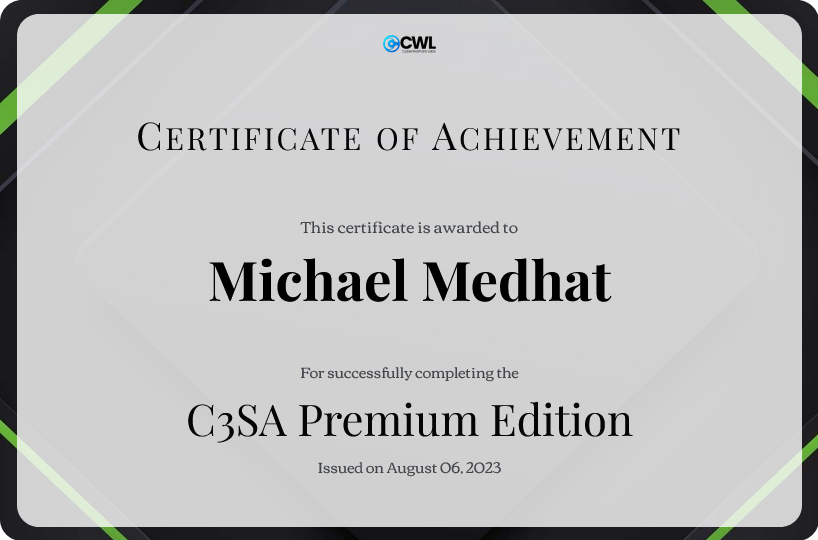 CWL
CyberWarFare Labs
Certificate of Achievement
This certificate is awarded to
Michael Medhat
For successfully completing the
C3SA Premium Edition
Issued on August 06, 2023